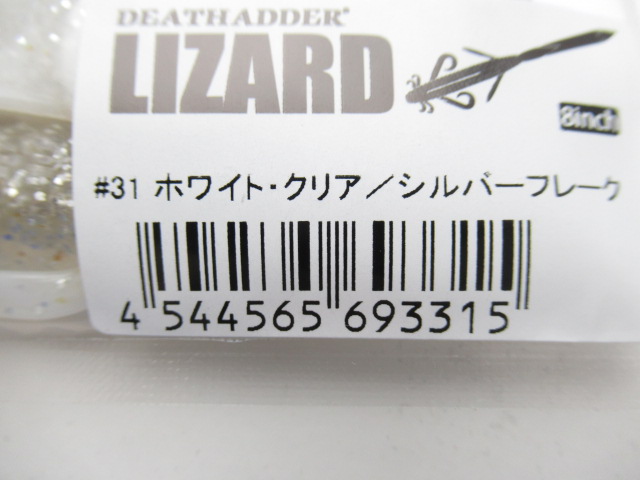 DEATHADDER®
LIZARD
8inch
#31 ホワイト・クリア／シルバーフレーク
4 544565 693315